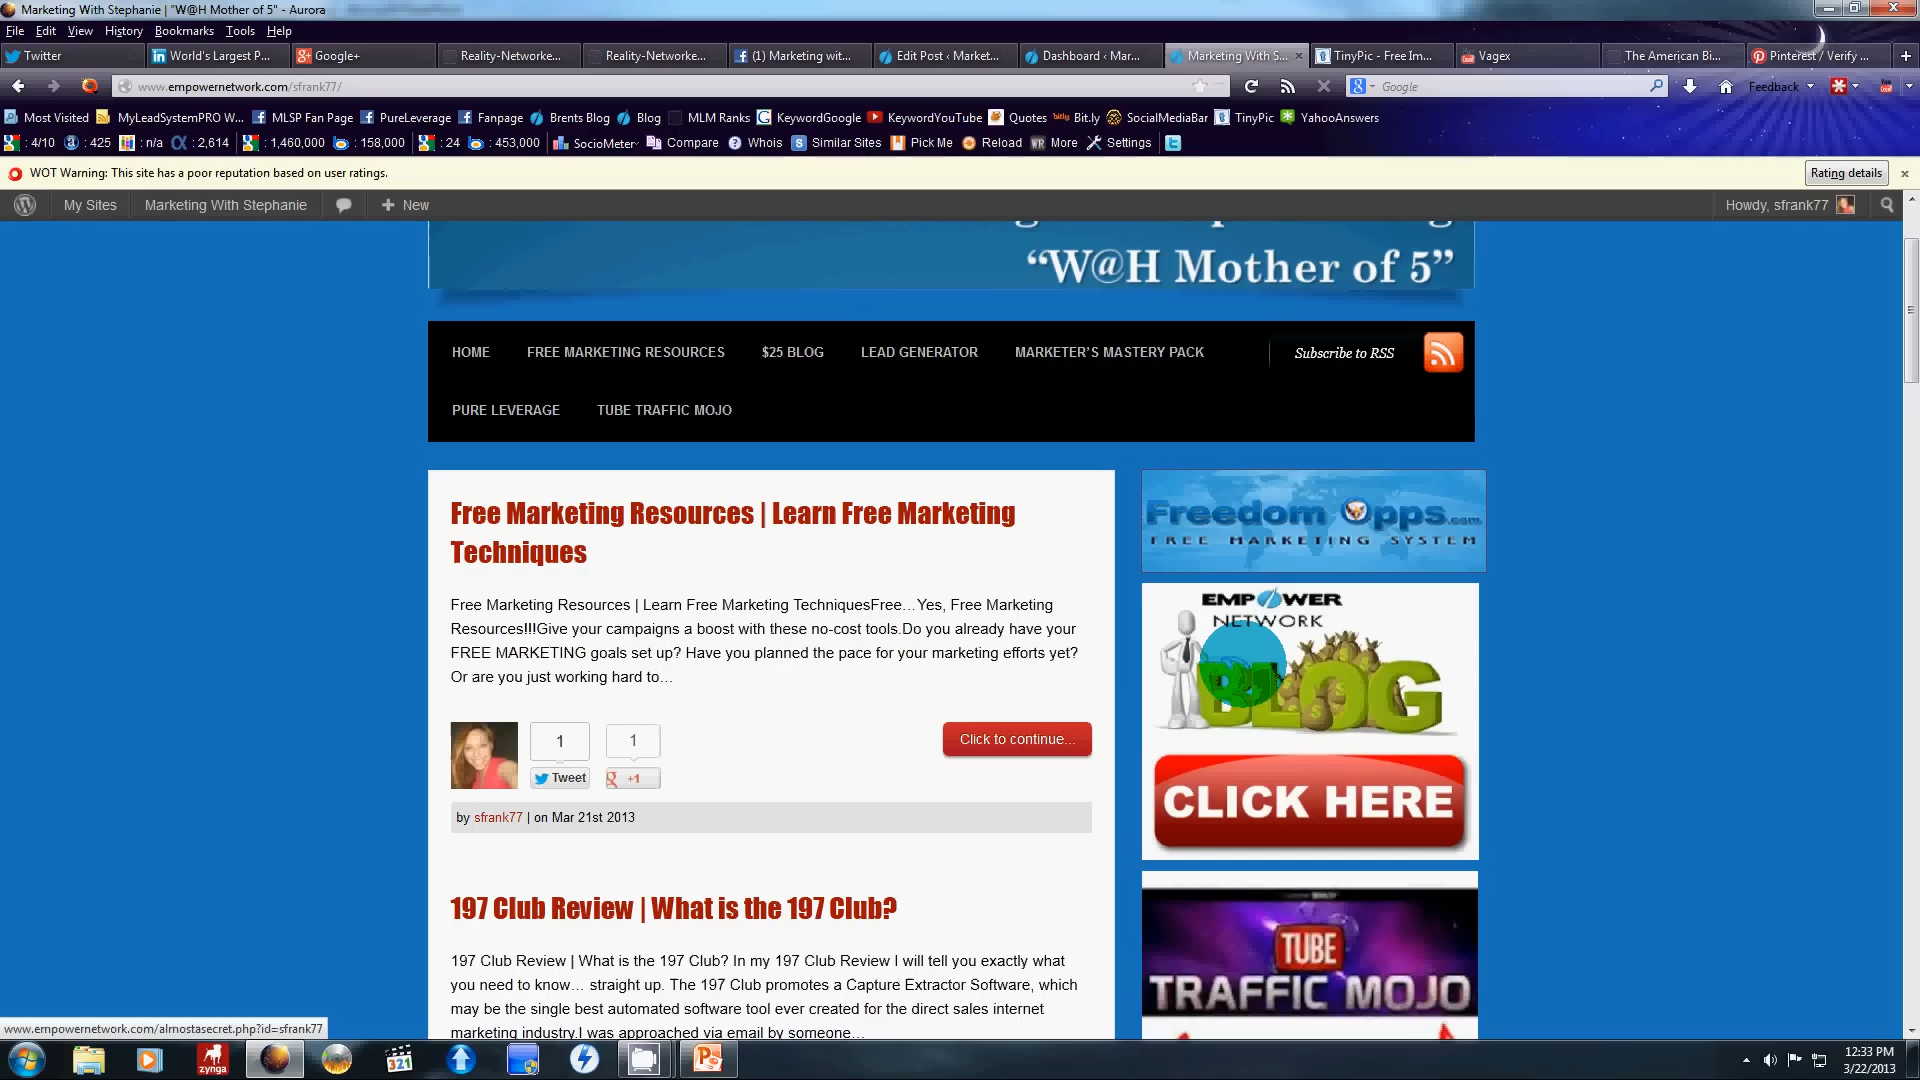 Marketing With Stephanie | "W@H Mother of 5" - Aurora
File Edit View History Bookmarks Tools Help
Twitter World's Largest P... Google+ Reality-Networke... Reality-Networke... (1) Marketing wit... Edit Post ‹ Market... Dashboard ‹ Mar... Marketing With S... TinyPic - Free Im... Vagex The American Bi... Pinterest / Verify ...
www.empowernetwork.com/sfrank77/ Google Feedback
Most Visited MyLeadSystemPRO W... MLSP Fan Page PureLeverage Fanpage Brents Blog Blog MLM Ranks KeywordGoogle KeywordYouTube Quotes Bit.ly SocialMediaBar TinyPic YahooAnswers
: 4/10 : 425 : n/a : 2,614 : 1,460,000 : 158,000 : 24 : 453,000 SocioMeter Compare Whois Similar Sites Pick Me Reload More Settings
WOT Warning: This site has a poor reputation based on user ratings. Rating details
My Sites Marketing With Stephanie New Howdy, sfrank77
“W@H Mother of 5”
HOME FREE MARKETING RESOURCES $25 BLOG LEAD GENERATOR MARKETER’S MASTERY PACK Subscribe to RSS
PURE LEVERAGE TUBE TRAFFIC MOJO
Free Marketing Resources | Learn Free Marketing
Techniques
Free Marketing Resources | Learn Free Marketing TechniquesFree…Yes, Free Marketing
Resources!!!Give your campaigns a boost with these no-cost tools.Do you already have your
FREE MARKETING goals set up? Have you planned the pace for your marketing efforts yet?
Or are you just working hard to…
1 1 Click to continue...
Tweet +1
by sfrank77 | on Mar 21st 2013
197 Club Review | What is the 197 Club?
197 Club Review | What is the 197 Club? In my 197 Club Review I will tell you exactly what
you need to know… straight up. The 197 Club promotes a Capture Extractor Software, which
may be the single best automated software tool ever created for the direct sales internet
marketing industry.I was approached via email by someone…
Freedom Opps.com
FREE MARKETING SYSTEM
EMPOWER
NETWORK
BLOG
CLICK HERE
TUBE
TRAFFIC MOJO
www.empowernetwork.com/almostasecret.php?id=sfrank77
zynga 321
12:33 PM
3/22/2013